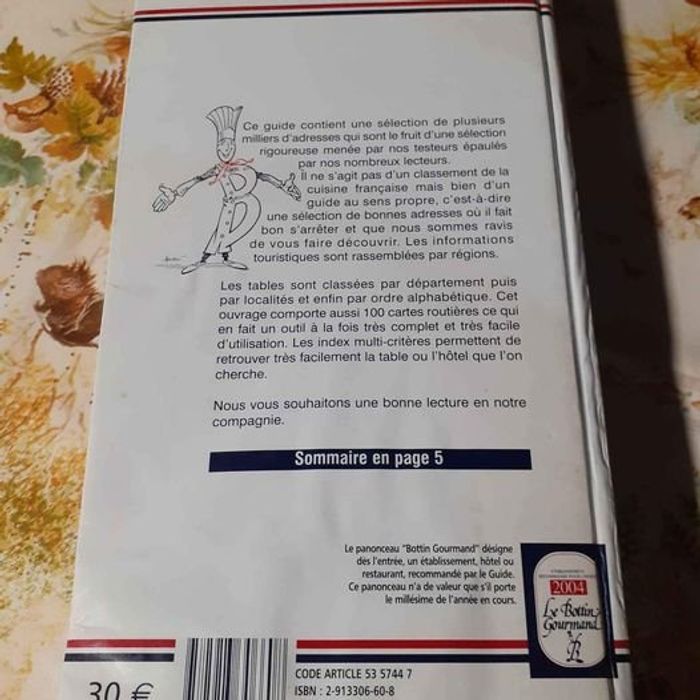 Ce guide contient une sélection de plusieurs
milliers d'adresses qui sont le fruit d'une sélection
rigoureuse menée par nos testeurs épaulés
par nos nombreux lecteurs.
Il ne s'agit pas d'un classement de la
cuisine française mais bien d'un
guide au sens propre, c'est-à-dire
une sélection de bonnes adresses où il fait
bon s'arrêter et que nous sommes ravis
de vous faire découvrir. Les informations
touristiques sont rassemblées par régions.
Les tables sont classées par département puis
par localités et enfin par ordre alphabétique. Cet
ouvrage comporte aussi 100 cartes routières ce qui
en fait un outil à la fois très complet et très facile
d'utilisation. Les index multi-critères permettent de
retrouver très facilement la table ou l'hôtel que l'on
cherche.
Nous vous souhaitons une bonne lecture en notre
compagnie.
Sommaire en page 5
Le panonceau "Bottin Gourmand" désigne
dès l'entrée, un établissement, hôtel ou
restaurant, recommandé par le Guide.
Ce panonceau n'a de valeur que s'il porte
le millésime de l'année en cours.
2004
Le Bottin
Gourmand
30 €
CODE ARTICLE 53 5744 7
ISBN : 2-913306-60-8